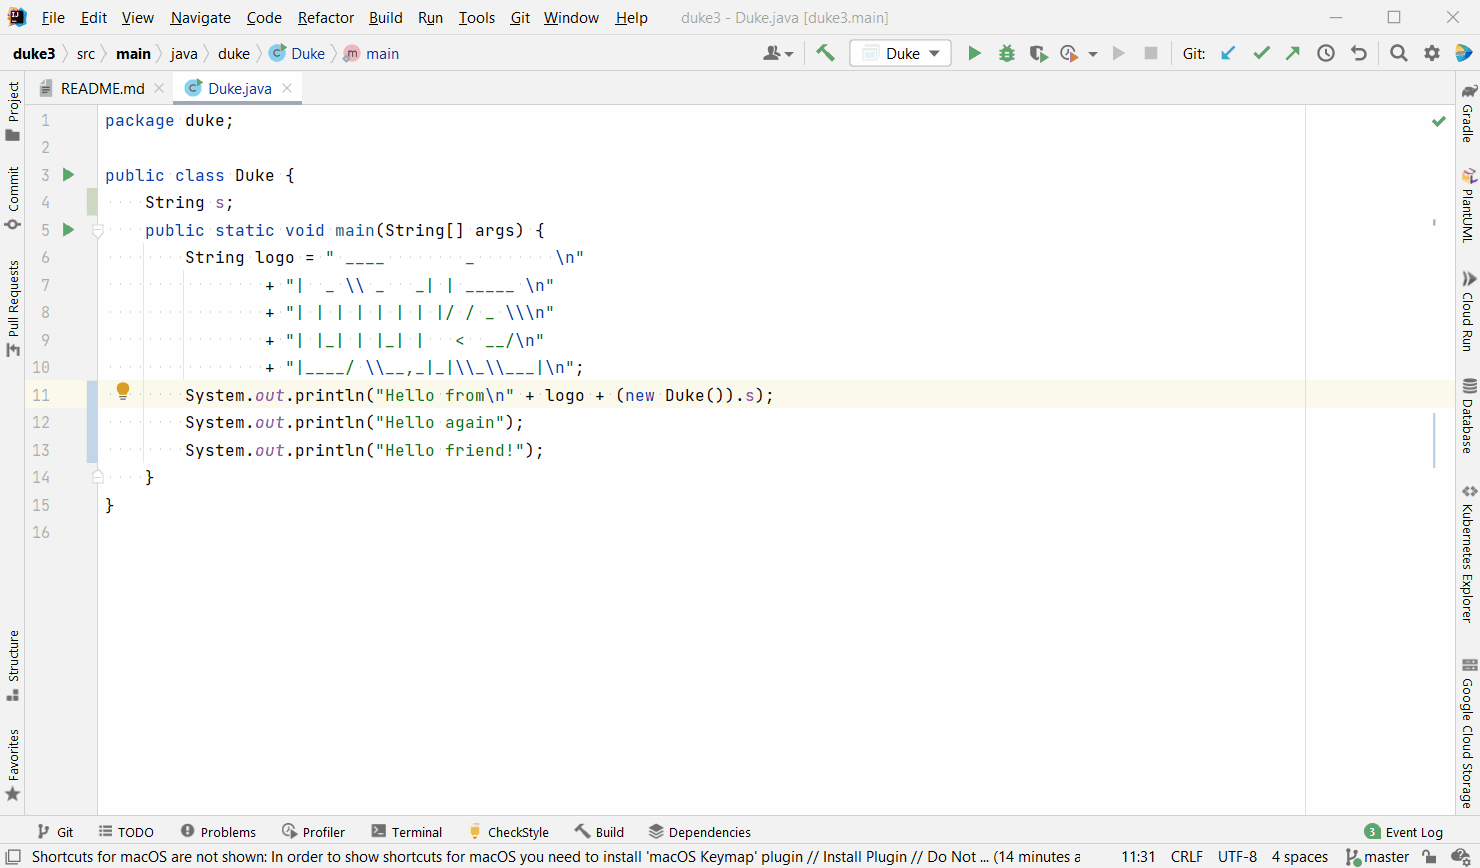 File Edit View Navigate Code Refactor Build Run Tools Git Window Help duke3 - Duke.java [duke3.main]
duke3 src main java duke Duke main Duke Git:
README.md Duke.java
Project
Commit
Pull Requests
Structure
Favorites
1 package duke;
2
3 public class Duke {
4 String s;
5 public static void main(String[] args) {
6 String logo = " ____        _        \n"
7 + "|  _ \\ _   _| | _____ \n"
8 + "| | | | | | | |/ / _ \\\n"
9 + "| |_| | |_| |   <  __/\n"
10 + "|____/ \\__,_|_|\\_\\___|\n";
11 System.out.println("Hello from\n" + logo + (new Duke()).s);
12 System.out.println("Hello again");
13 System.out.println("Hello friend!");
14 }
15 }
16
Gradle
PlantUML
Cloud Run
Database
Kubernetes Explorer
Google Cloud Storage
Git TODO Problems Profiler Terminal CheckStyle Build Dependencies 3 Event Log
Shortcuts for macOS are not shown: In order to show shortcuts for macOS you need to install 'macOS Keymap' plugin // Install Plugin // Do Not ... (14 minutes a 11:31 CRLF UTF-8 4 spaces master